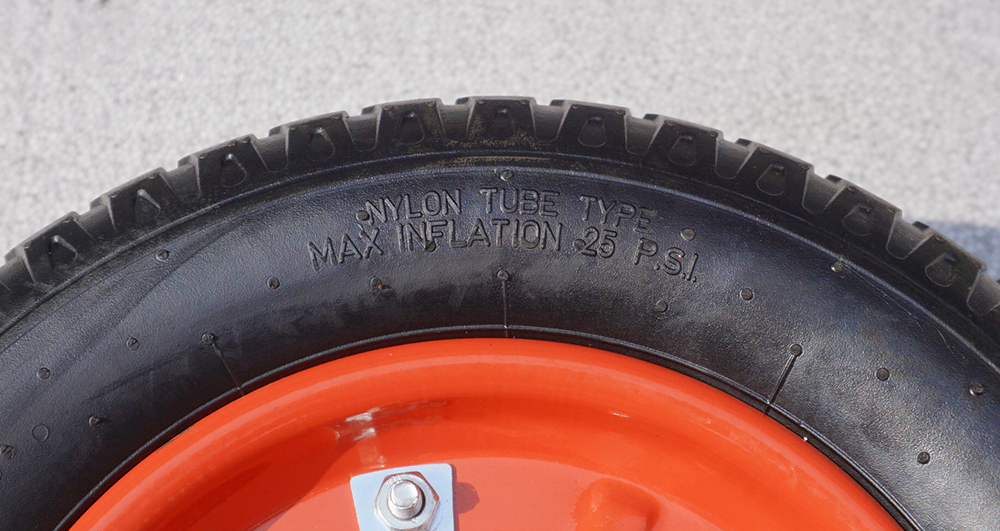 NYLON TUBE TYPE
MAX INFLATION 25 P.S.I.